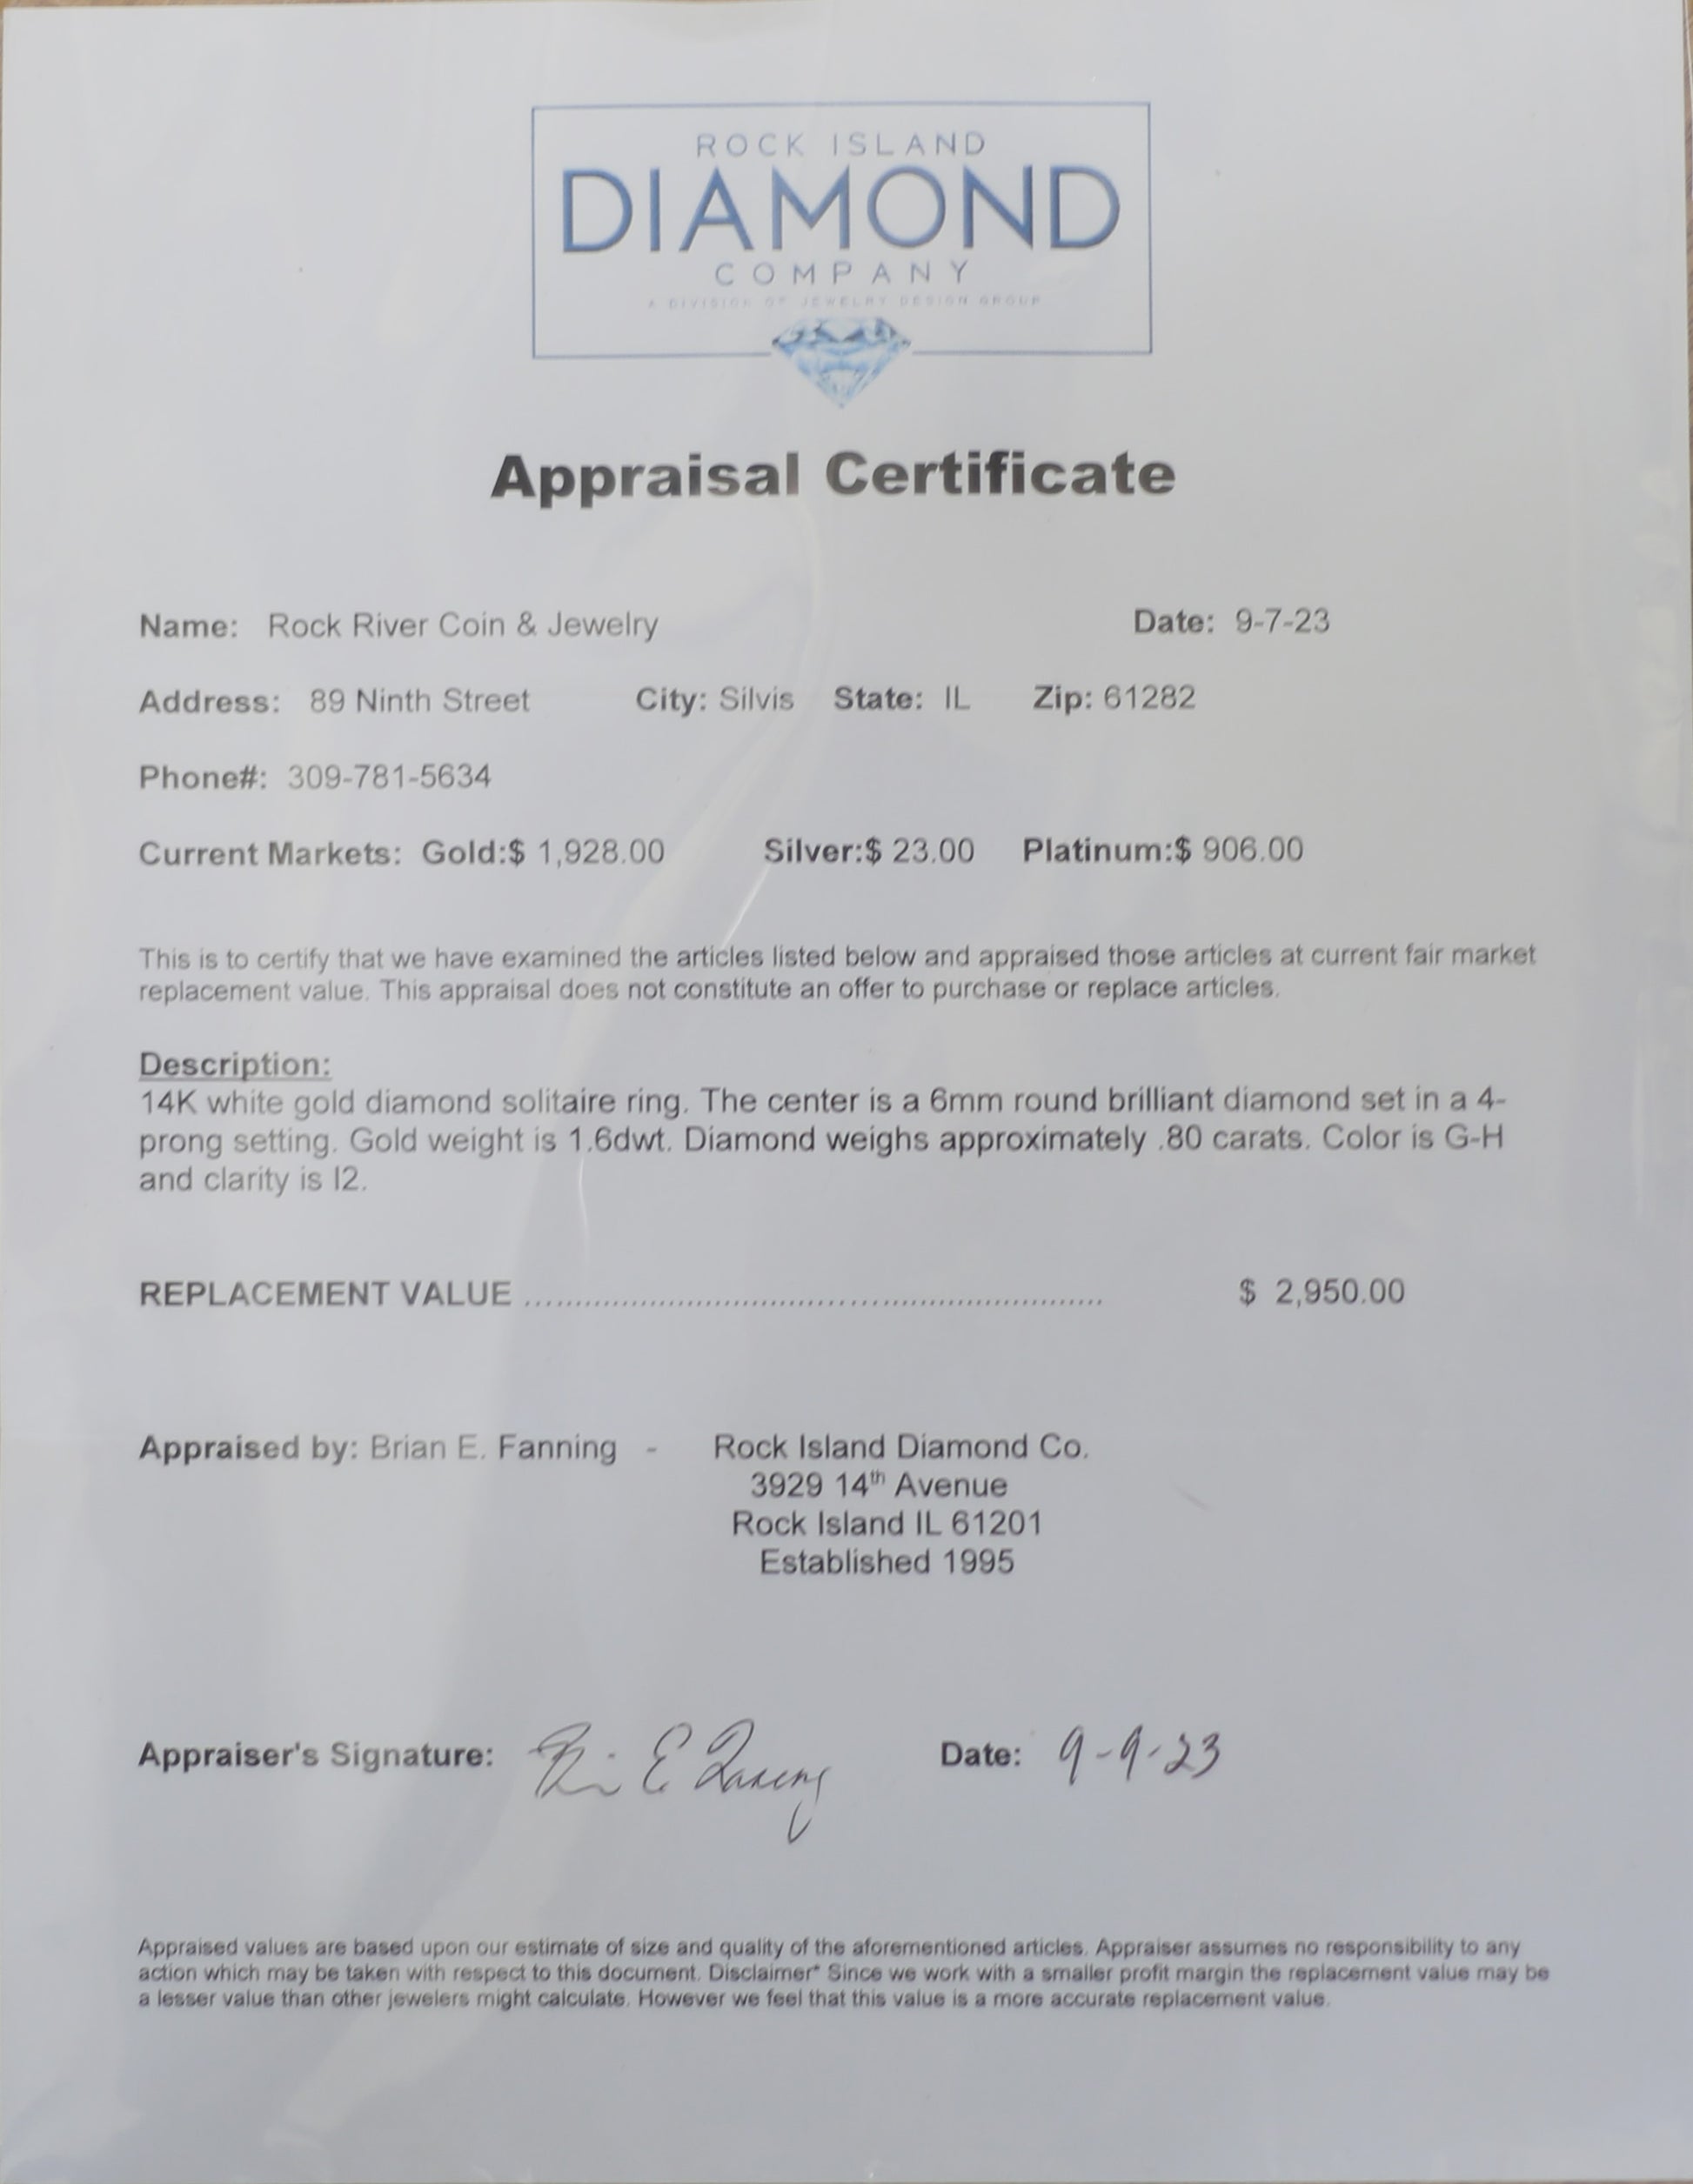 ROCK ISLAND
DIAMOND
COMPANY
A DIVISION OF JEWELRY DESIGN GROUP
Appraisal Certificate
Name: Rock River Coin & Jewelry Date: 9-7-23
Address: 89 Ninth Street City: Silvis State: IL Zip: 61282
Phone#: 309-781-5634
Current Markets: Gold:$ 1,928.00 Silver:$ 23.00 Platinum:$ 906.00
This is to certify that we have examined the articles listed below and appraised those articles at current fair market
replacement value. This appraisal does not constitute an offer to purchase or replace articles.
Description:
14K white gold diamond solitaire ring. The center is a 6mm round brilliant diamond set in a 4-
prong setting. Gold weight is 1.6dwt. Diamond weighs approximately .80 carats. Color is G-H
and clarity is I2.
REPLACEMENT VALUE ................................................................ $ 2,950.00
Appraised by: Brian E. Fanning - Rock Island Diamond Co.
3929 14th Avenue
Rock Island IL 61201
Established 1995
Appraiser's Signature: Brian E Fanning Date: 9-9-23
Appraised values are based upon our estimate of size and quality of the aforementioned articles. Appraiser assumes no responsibility to any
action which may be taken with respect to this document. Disclaimer* Since we work with a smaller profit margin the replacement value may be
a lesser value than other jewelers might calculate. However we feel that this value is a more accurate replacement value.